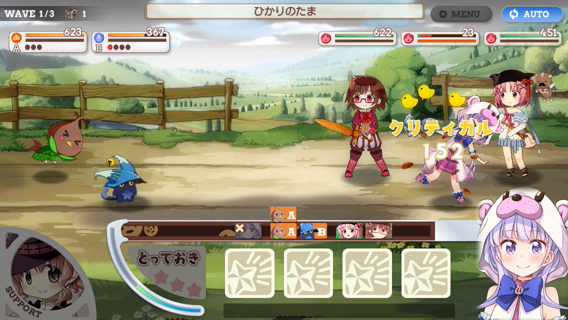 WAVE 1/3 1
ひかりのたま
MENU
AUTO
A 623
B 367
622
23
451
クリティカル
152
A
A B
とっておき
SUPPORT